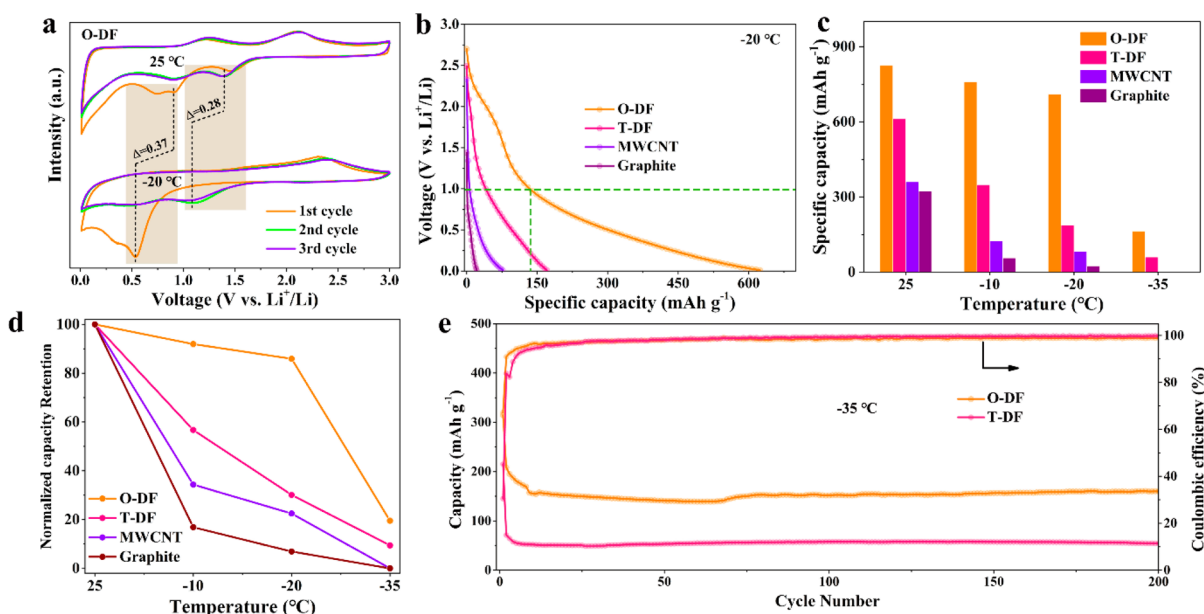 a
O-DF
25 ℃
Δ=0.28
Δ=0.37
-20 ℃
1st cycle
2nd cycle
3rd cycle
Intensity (a.u.)
0.0 0.5 1.0 1.5 2.0 2.5 3.0
Voltage (V vs. Li⁺/Li)
b
-20 ℃
O-DF
T-DF
MWCNT
Graphite
Voltage (V vs. Li⁺/Li)
3.0
2.5
2.0
1.5
1.0
0.5
0.0
0 150 300 450 600
Specific capacity (mAh g⁻¹)
c
O-DF
T-DF
MWCNT
Graphite
Specific capacity (mAh g⁻¹)
900
600
300
0
25 -10 -20 -35
Temperature (℃)
d
Normalized capacity Retention
100
80
60
40
20
0
O-DF
T-DF
MWCNT
Graphite
25 -10 -20 -35
Temperature (℃)
e
Capacity (mAh g⁻¹)
500
450
400
350
300
250
200
150
100
50
0
-35 ℃
O-DF
T-DF
100
80
60
40
20
0
Coulombic efficiency (%)
0 50 100 150 200
Cycle Number